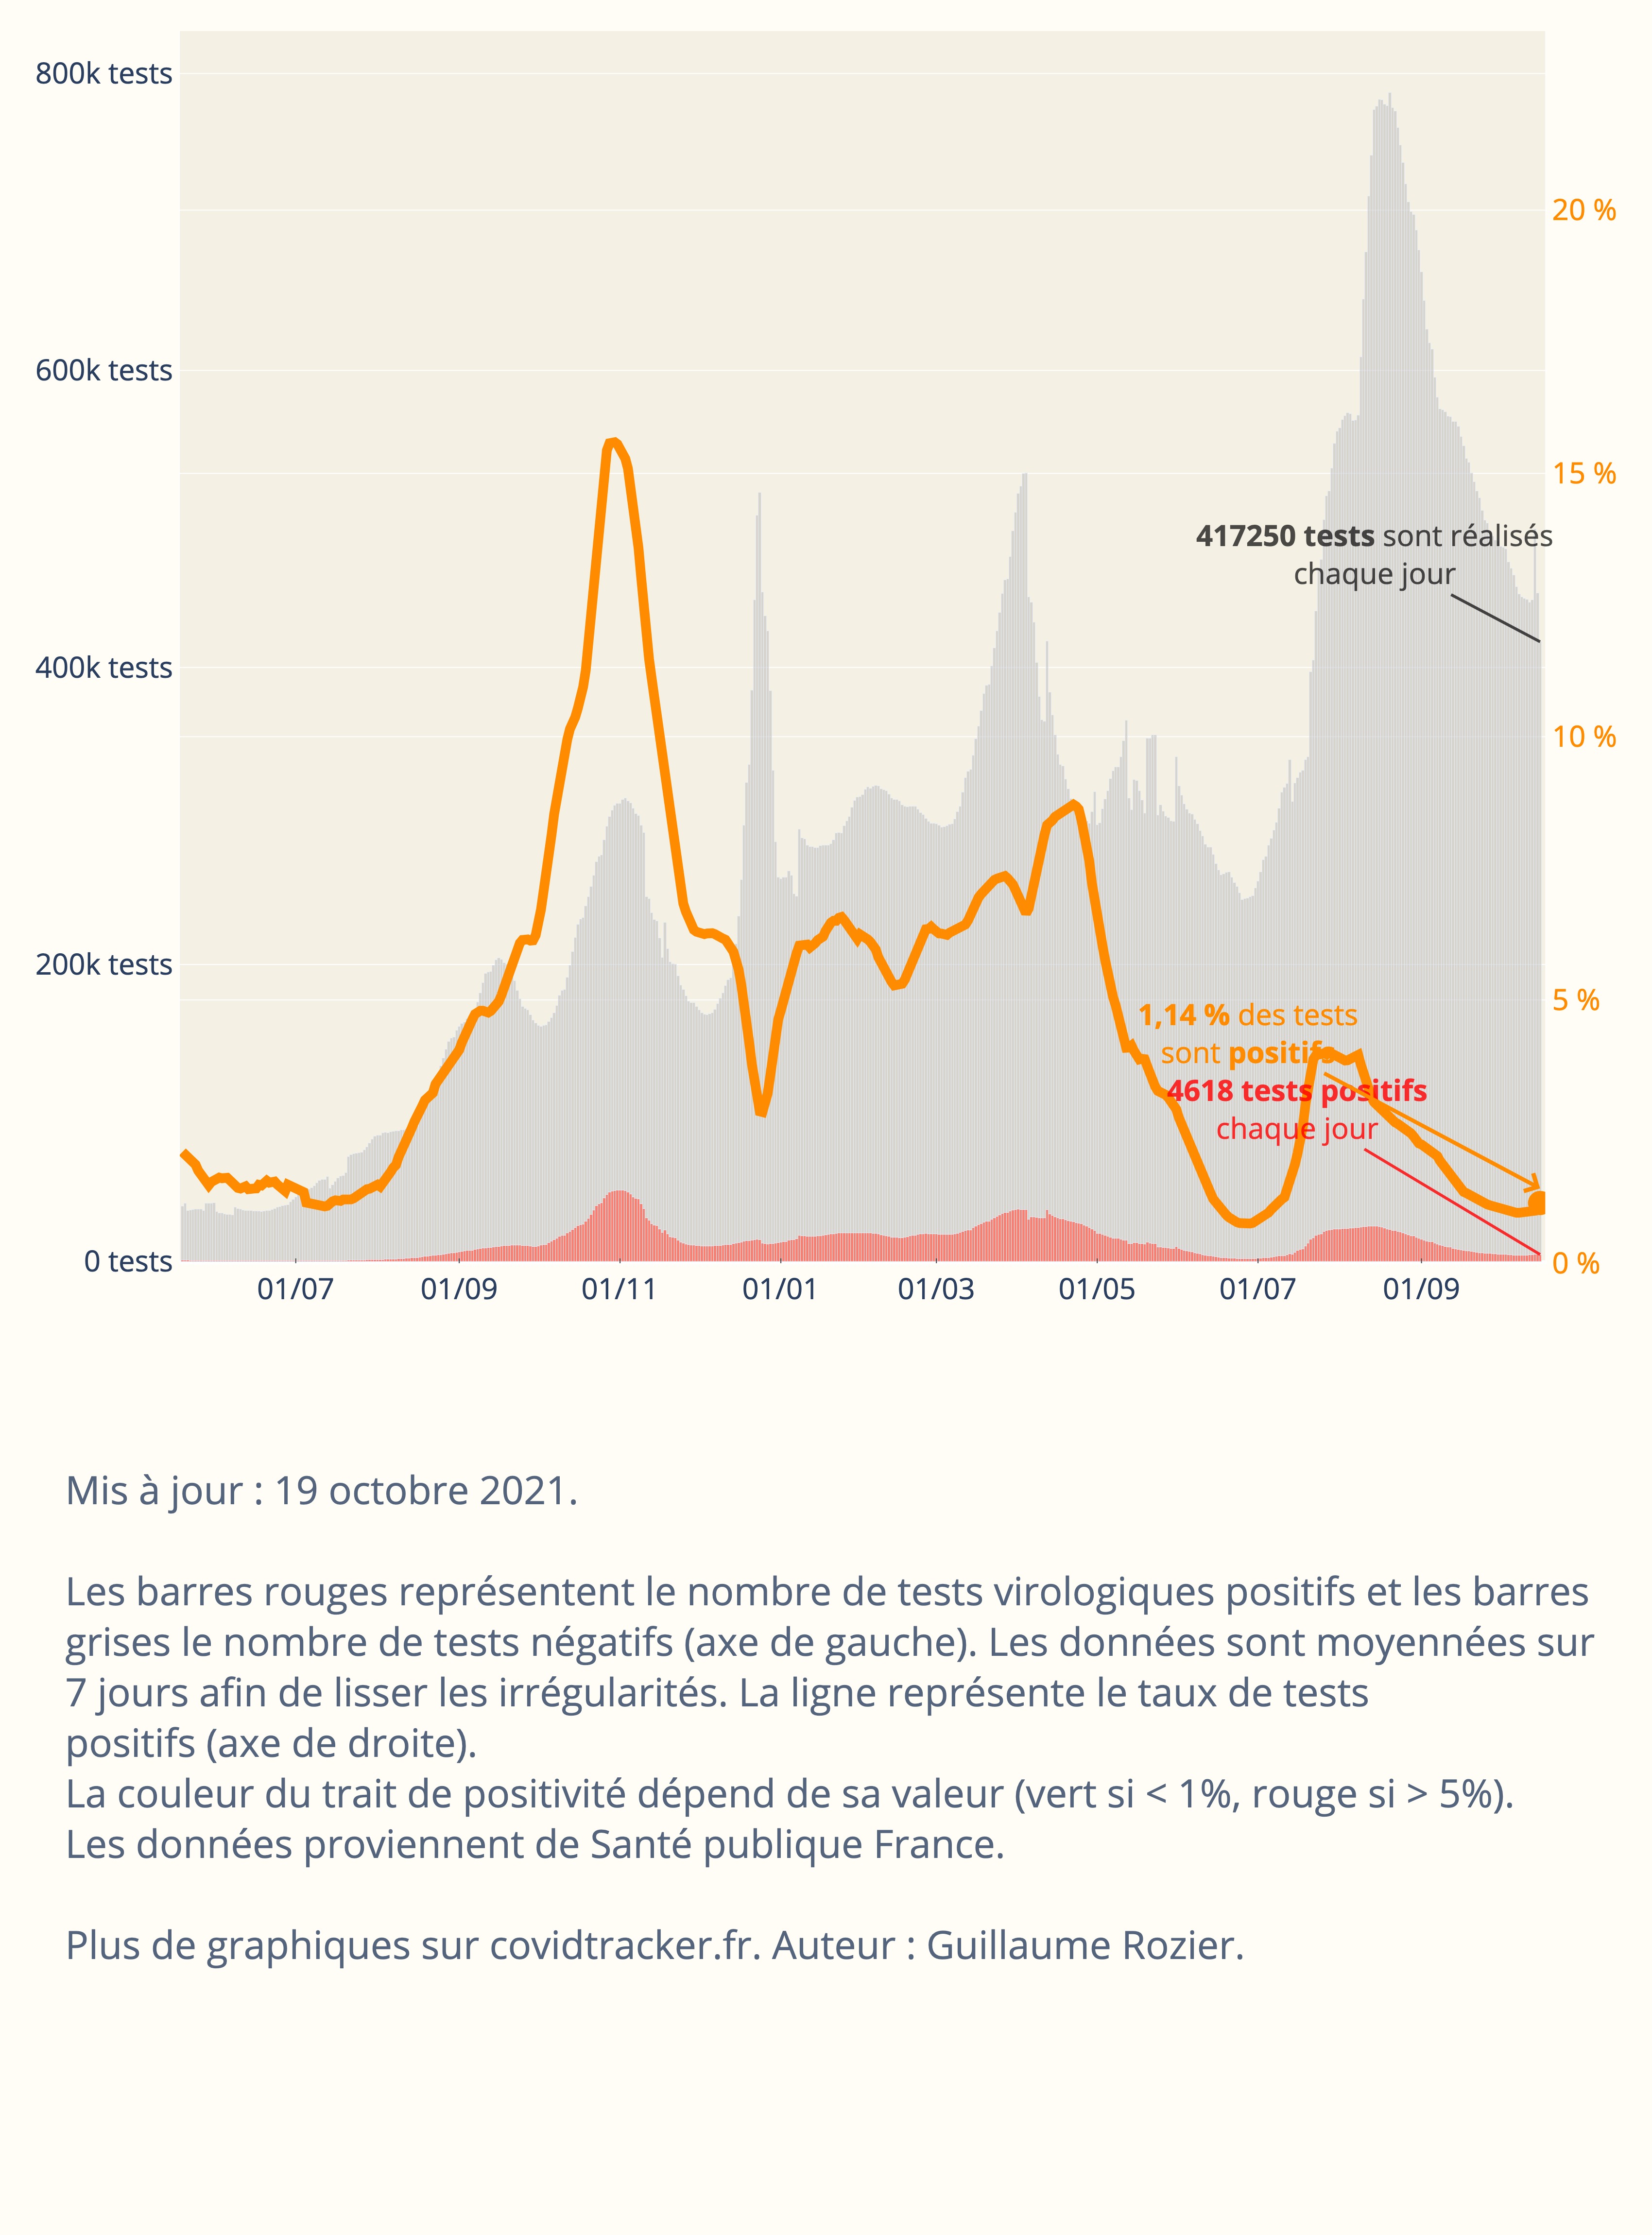 800k tests
20 %
600k tests
15 %
417250 tests sont réalisés
chaque jour
400k tests
10 %
200k tests
5 %
1,14 % des tests
sont positifs
4618 tests positifs
chaque jour
0 tests
0 %
01/07 01/09 01/11 01/01 01/03 01/05 01/07 01/09
Mis à jour : 19 octobre 2021.
Les barres rouges représentent le nombre de tests virologiques positifs et les barres
grises le nombre de tests négatifs (axe de gauche). Les données sont moyennées sur
7 jours afin de lisser les irrégularités. La ligne représente le taux de tests
positifs (axe de droite).
La couleur du trait de positivité dépend de sa valeur (vert si < 1%, rouge si > 5%).
Les données proviennent de Santé publique France.
Plus de graphiques sur covidtracker.fr. Auteur : Guillaume Rozier.